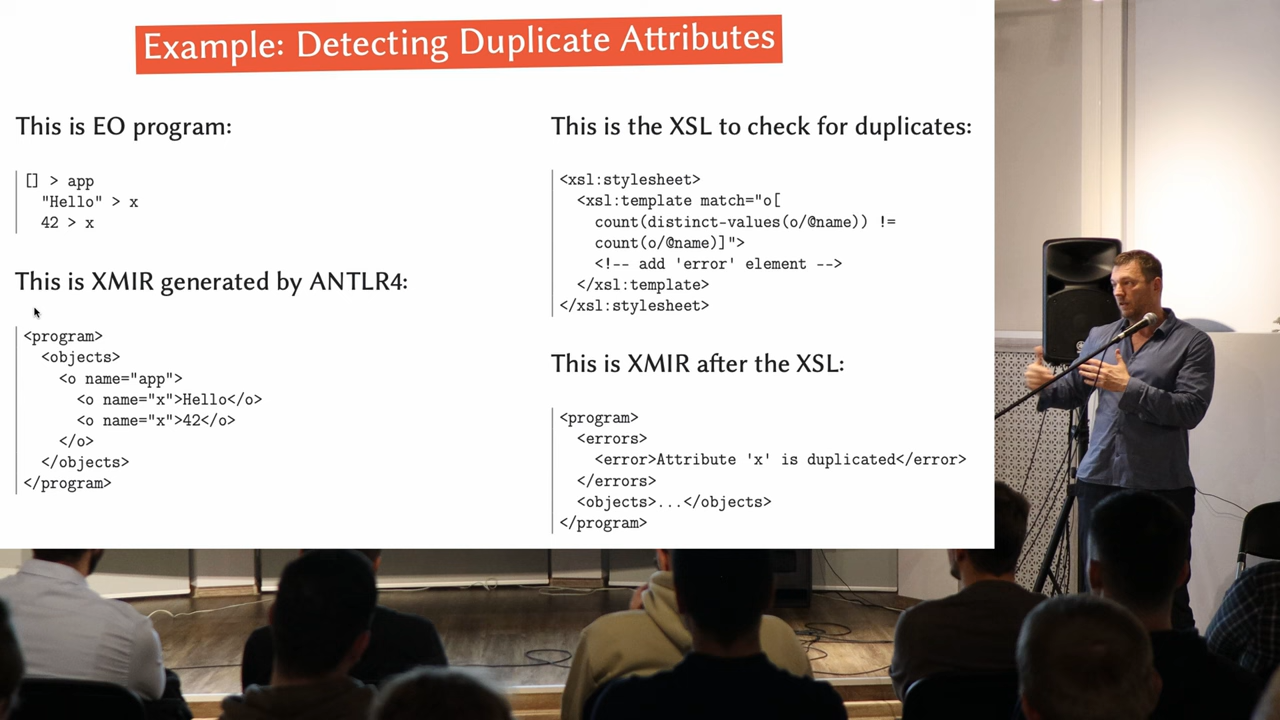 Example: Detecting Duplicate Attributes
This is EO program:
[] > app
  "Hello" > x
  42 > x
This is XMIR generated by ANTLR4:
<program>
  <objects>
    <o name="app">
      <o name="x">Hello</o>
      <o name="x">42</o>
    </o>
  </objects>
</program>
This is the XSL to check for duplicates:
<xsl:stylesheet>
  <xsl:template match="o[
    count(distinct-values(o/@name)) !=
    count(o/@name)]">
    <!-- add 'error' element -->
  </xsl:template>
</xsl:stylesheet>
This is XMIR after the XSL:
<program>
  <errors>
    <error>Attribute 'x' is duplicated</error>
  </errors>
  <objects>...</objects>
</program>